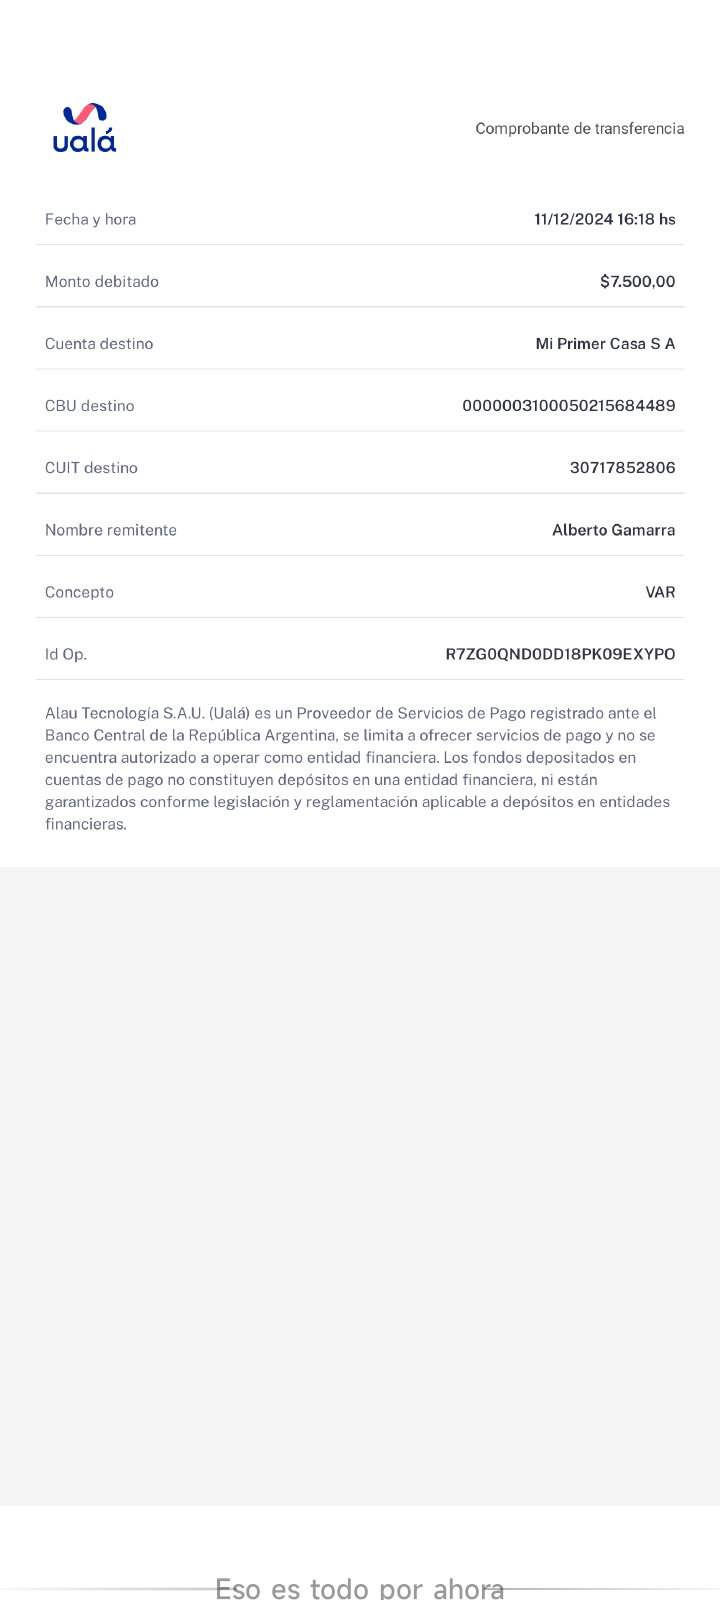 ualá
Comprobante de transferencia
Fecha y hora 11/12/2024 16:18 hs
Monto debitado $7.500,00
Cuenta destino Mi Primer Casa S A
CBU destino 0000003100050215684489
CUIT destino 30717852806
Nombre remitente Alberto Gamarra
Concepto VAR
Id Op. R7ZG0QND0DD18PK09EXYPO
Alau Tecnología S.A.U. (Ualá) es un Proveedor de Servicios de Pago registrado ante el
Banco Central de la República Argentina, se limita a ofrecer servicios de pago y no se
encuentra autorizado a operar como entidad financiera. Los fondos depositados en
cuentas de pago no constituyen depósitos en una entidad financiera, ni están
garantizados conforme legislación y reglamentación aplicable a depósitos en entidades
financieras.
Eso es todo por ahora